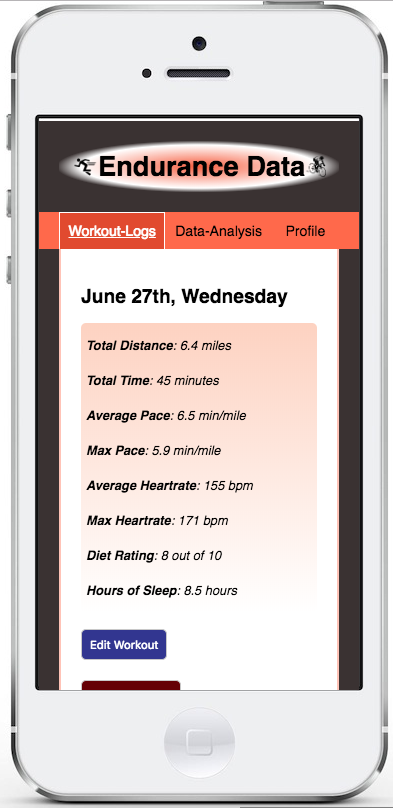 Endurance Data
Workout-Logs Data-Analysis Profile
June 27th, Wednesday
Total Distance: 6.4 miles
Total Time: 45 minutes
Average Pace: 6.5 min/mile
Max Pace: 5.9 min/mile
Average Heartrate: 155 bpm
Max Heartrate: 171 bpm
Diet Rating: 8 out of 10
Hours of Sleep: 8.5 hours
Edit Workout